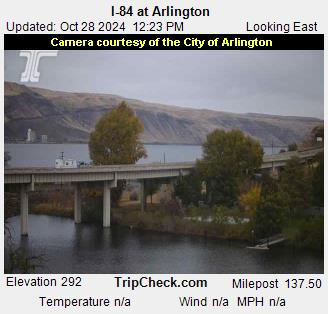 I-84 at Arlington
Updated: Oct 28 2024 12:23 PM Looking East
Camera courtesy of the City of Arlington
Elevation 292 TripCheck.com Milepost 137.50
Temperature n/a Wind n/a MPH n/a